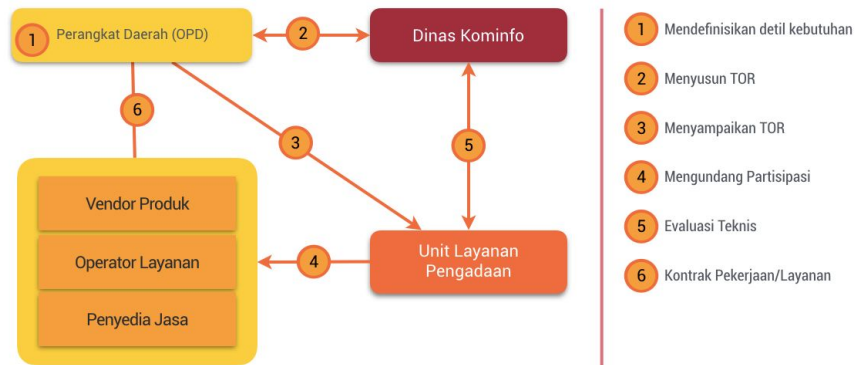 1
Perangkat Daerah (OPD)
2
Dinas Kominfo
6
3
5
Vendor Produk
Operator Layanan
Penyedia Jasa
4
Unit Layanan
Pengadaan
1 Mendefinisikan detil kebutuhan
2 Menyusun TOR
3 Menyampaikan TOR
4 Mengundang Partisipasi
5 Evaluasi Teknis
6 Kontrak Pekerjaan/Layanan